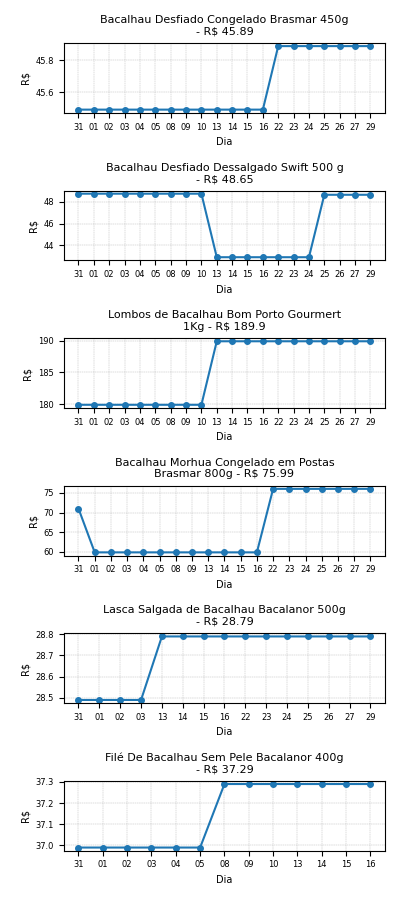 Bacalhau Desfiado Congelado Brasmar 450g
- R$ 45.89
45.8
45.6
R$
31 01 02 03 04 05 08 09 10 13 14 15 16 22 23 24 25 26 27 29
Dia
Bacalhau Desfiado Dessalgado Swift 500 g
- R$ 48.65
48
46
44
R$
31 01 02 03 04 05 08 09 10 13 14 15 16 22 23 24 25 26 27 29
Dia
Lombos de Bacalhau Bom Porto Gourmert
1Kg - R$ 189.9
190
185
180
R$
31 01 02 03 04 05 08 09 10 13 14 15 16 22 23 24 25 26 27 29
Dia
Bacalhau Morhua Congelado em Postas
Brasmar 800g - R$ 75.99
75
70
65
60
R$
31 01 02 03 04 05 08 09 13 14 15 16 22 23 24 25 26 27 29
Dia
Lasca Salgada de Bacalhau Bacalanor 500g
- R$ 28.79
28.8
28.7
28.6
28.5
R$
31 01 02 03 13 14 15 16 22 23 24 25 26 27 29
Dia
Filé De Bacalhau Sem Pele Bacalanor 400g
- R$ 37.29
37.3
37.2
37.1
37.0
R$
31 01 02 03 04 05 08 09 10 13 14 15 16
Dia